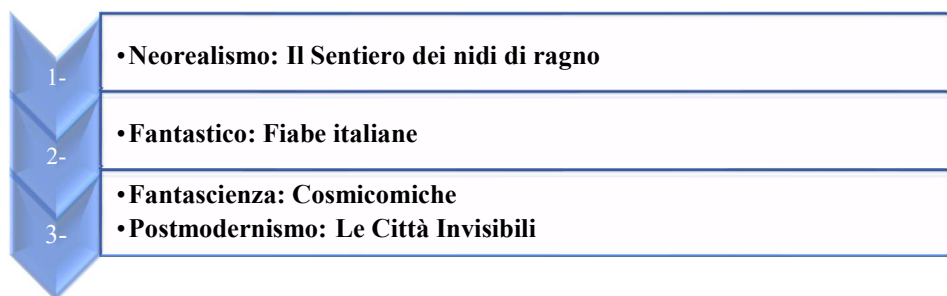 1-
•Neorealismo: Il Sentiero dei nidi di ragno
2-
•Fantastico: Fiabe italiane
3-
•Fantascienza: Cosmicomiche
•Postmodernismo: Le Città Invisibili